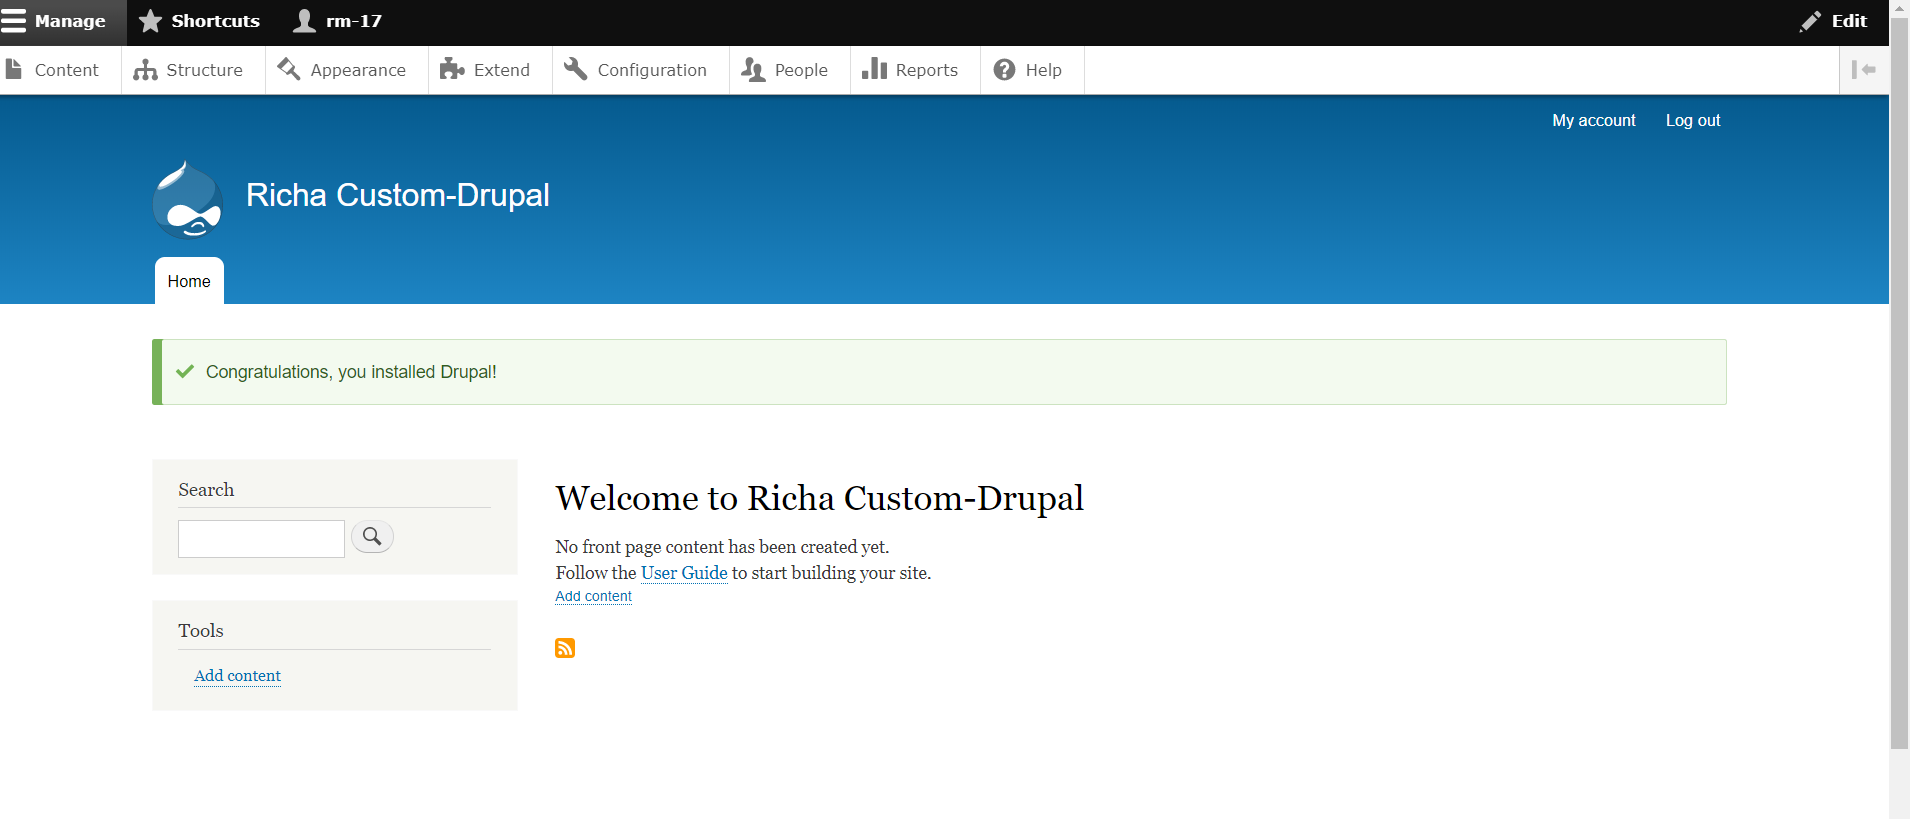 Manage Shortcuts rm-17 Edit
Content Structure Appearance Extend Configuration People Reports Help
My account Log out
Richa Custom-Drupal
Home
Congratulations, you installed Drupal!
Search
Tools
Add content
Welcome to Richa Custom-Drupal
No front page content has been created yet.
Follow the User Guide to start building your site.
Add content